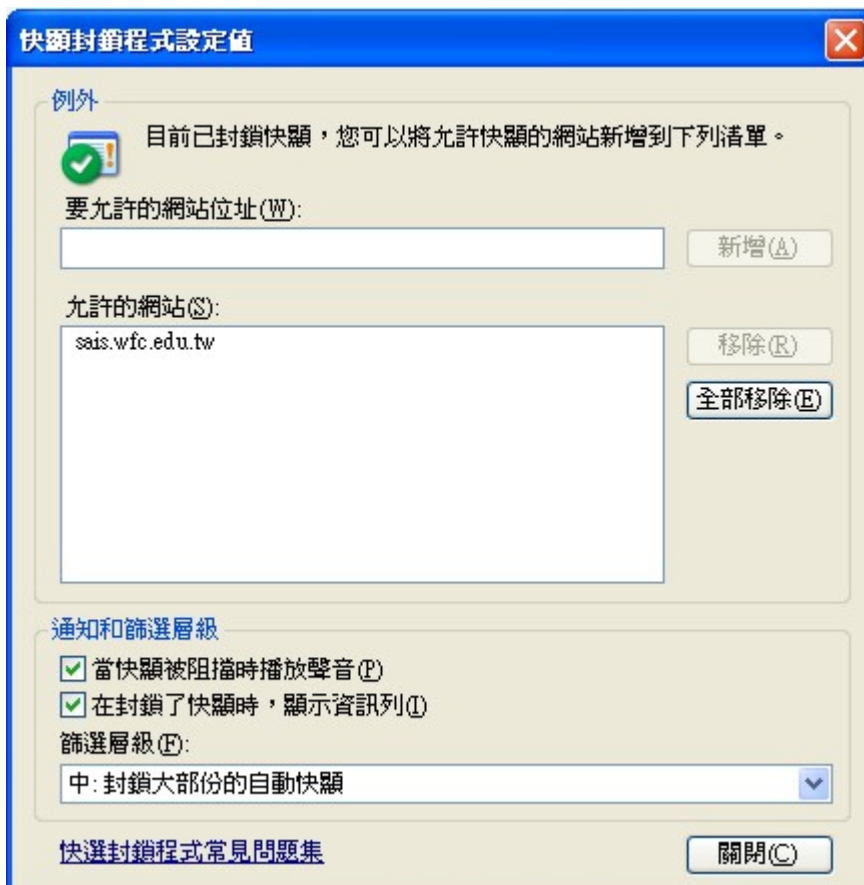 快顯封鎖程式設定值
例外
目前已封鎖快顯，您可以將允許快顯的網站新增到下列清單。
要允許的網站位址(W):
新增(A)
允許的網站(S):
sais.wfc.edu.tw
移除(R)
全部移除(E)
通知和篩選層級
當快顯被阻擋時播放聲音(P)
在封鎖了快顯時，顯示資訊列(I)
篩選層級(F):
中: 封鎖大部份的自動快顯
快選封鎖程式常見問題集
關閉(C)